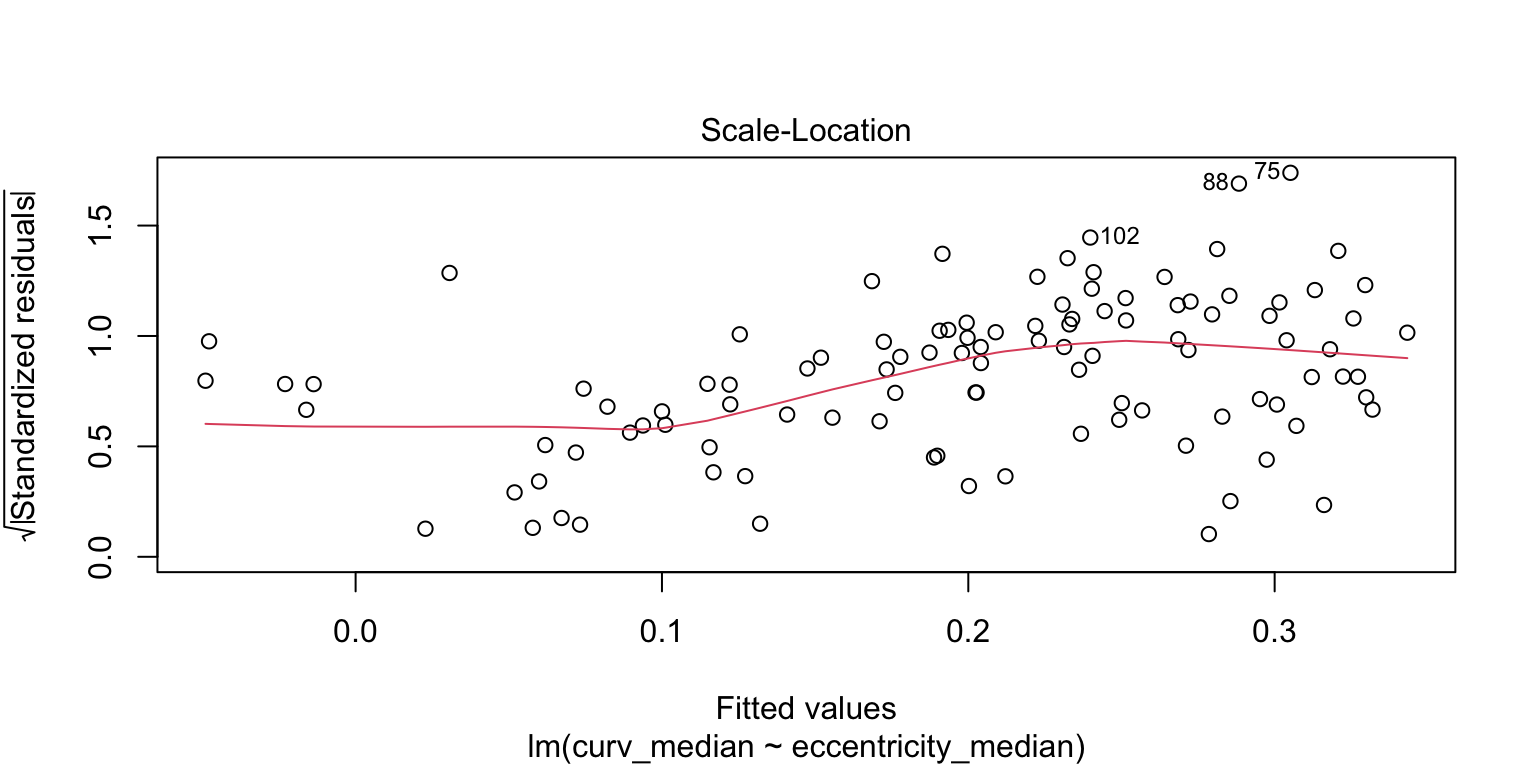 Scale-Location
√|Standardized residuals|
1.5
1.0
0.5
0.0
75
88
102
0.0 0.1 0.2 0.3
Fitted values
lm(curv_median ~ eccentricity_median)